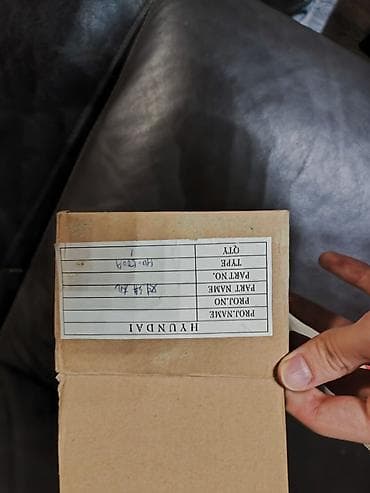 HYUNDAI
PROJ.NAME
PROJ.NO
PART NAME
PART NO.
TYPE
QTY 1